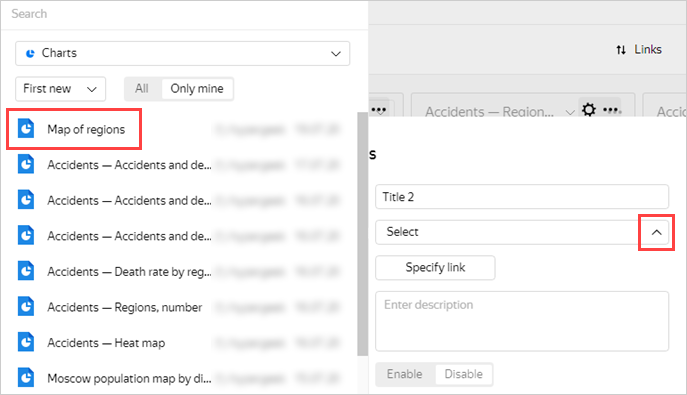 Search
Charts
First new
All
Only mine
Map of regions
Accidents — Accidents and de...
Accidents — Accidents and de...
Accidents — Accidents and de...
Accidents — Death rate by reg...
Accidents — Regions, number
Accidents — Heat map
Moscow population map by di...
Links
Accidents — Region...
Acci
s
Title 2
Select
Specify link
Enter description
Enable
Disable